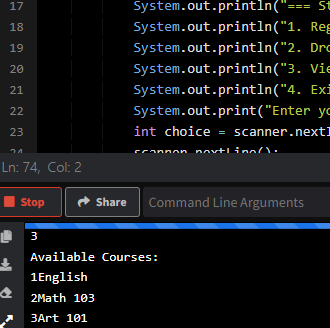 17 System.out.println("=== St
18 System.out.println("1. Reg
19 System.out.println("2. Dro
20 System.out.println("3. Vie
21 System.out.println("4. Exi
22 System.out.print("Enter yo
23 int choice = scanner.nextI
24 scanner.nextLine();
Ln: 74, Col: 2
Stop Share Command Line Arguments
3
Available Courses:
1English
2Math 103
3Art 101